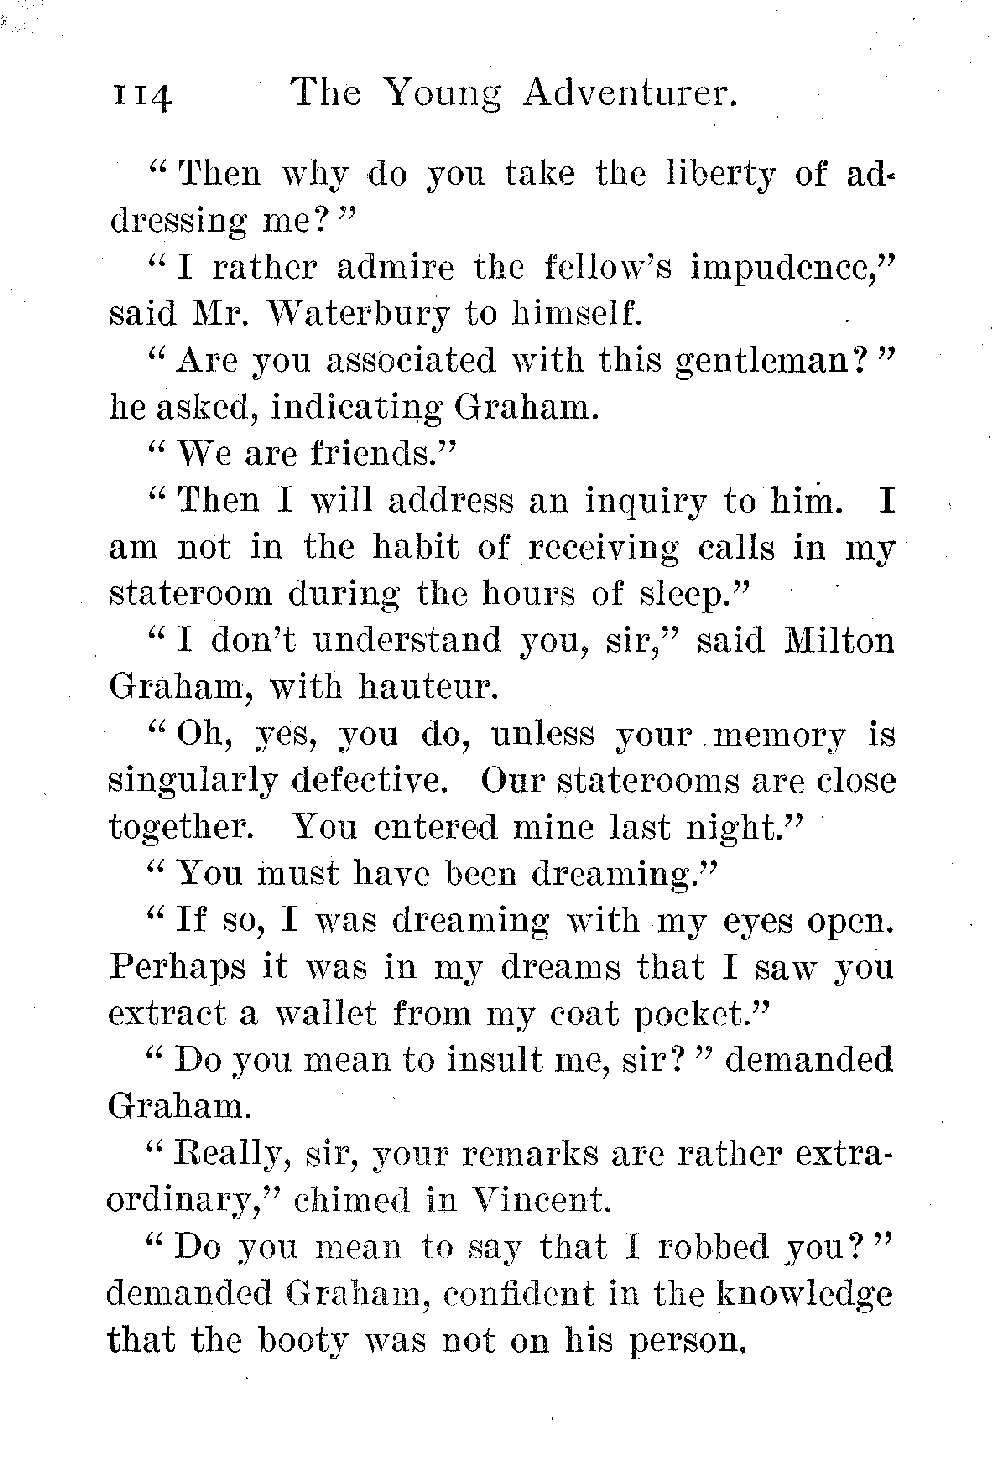 114 The Young Adventurer.
“ Then why do you take the liberty of ad-
dressing me? ”
“ I rather admire the fellow’s impudence,”
said Mr. Waterbury to himself.
“ Are you associated with this gentleman? ”
he asked, indicating Graham.
“ We are friends.”
“ Then I will address an inquiry to him. I
am not in the habit of receiving calls in my
stateroom during the hours of sleep.”
“ I don’t understand you, sir,” said Milton
Graham, with hauteur.
“ Oh, yes, you do, unless your memory is
singularly defective. Our staterooms are close
together. You entered mine last night.”
“ You must have been dreaming.”
“ If so, I was dreaming with my eyes open.
Perhaps it was in my dreams that I saw you
extract a wallet from my coat pocket.”
“ Do you mean to insult me, sir? ” demanded
Graham.
“ Really, sir, your remarks are rather extra-
ordinary,” chimed in Vincent.
“ Do you mean to say that I robbed you? ”
demanded Graham, confident in the knowledge
that the booty was not on his person.